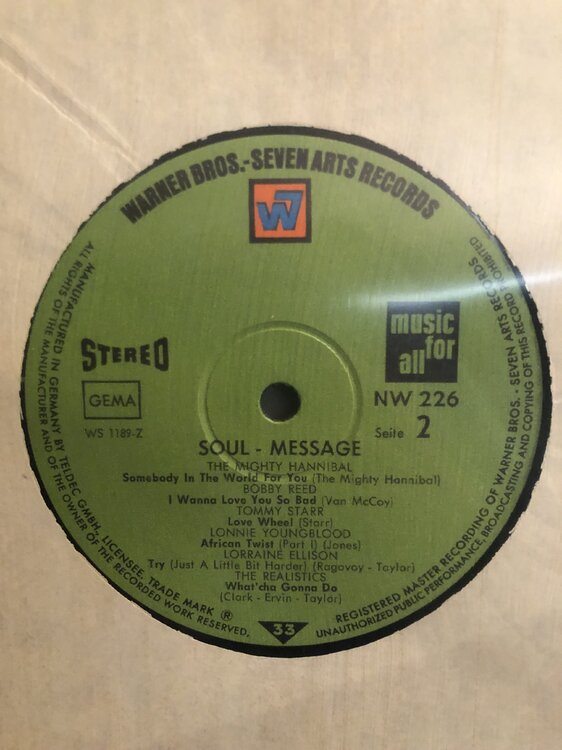 WARNER BROS.-SEVEN ARTS RECORDS
W7
STEREO
GEMA
WS 1189-Z
music
for
all
NW 226
Seite 2
SOUL - MESSAGE
THE MIGHTY HANNIBAL
Somebody In The World For You (The Mighty Hannibal)
BOBBY REED
I Wanna Love You So Bad (Van McCoy)
TOMMY STARR
Love Wheel (Starr)
LONNIE YOUNGBLOOD
African Twist (Part I) (Jones)
LORRAINE ELLISON
Try (Just A Little Bit Harder) (Ragovoy - Taylor)
THE REALISTICS
What'cha Gonna Do
(Clark - Ervin - Taylor)
33
MANUFACTURED IN GERMANY BY TELDEC GMBH., LICENSEE, TRADE MARK ®
ALL RIGHTS OF THE MANUFACTURER AND OF THE OWNER OF THE RECORDED WORK RESERVED,
REGISTERED MASTER RECORDING OF WARNER BROS. - SEVEN ARTS RECORDS
UNAUTHORIZED PUBLIC PERFORMANCE, BROADCASTING AND COPYING OF THIS RECORD PROHIBITED